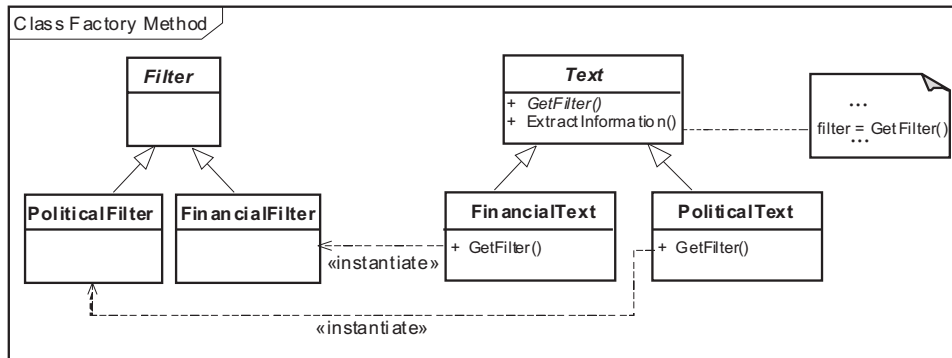 Class Factory Method
Filter
Text
+ GetFilter()
+ ExtractInformation()
...
filter = GetFilter()
...
PoliticalFilter
FinancialFilter
FinancialText
+ GetFilter()
PoliticalText
+ GetFilter()
«instantiate»
«instantiate»